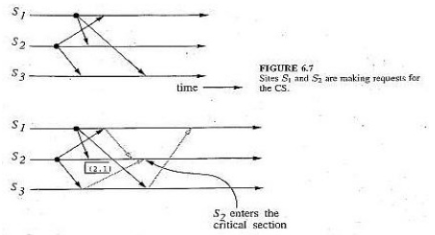 S1
S2
S3
time
FIGURE 6.7
Sites S1 and S2 are making requests for
the CS.
S1
S2
(2,1)
S3
S2 enters the
critical section